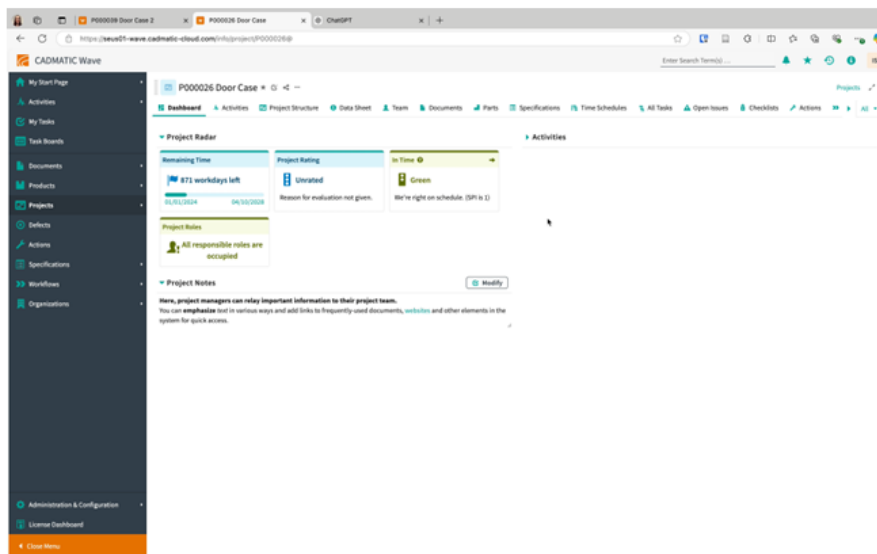 P000039 Door Case 2
P000026 Door Case
ChatGPT
https://seus01-wave.cadmatic-cloud.com/info/project/P000026@
CADMATIC Wave
Enter Search Term(s) ...
My Start Page
Activities
My Tasks
Task Boards
Documents
Products
Projects
Defects
Actions
Specifications
Workflows
Organizations
Administration & Configuration
License Dashboard
Close Menu
P000026 Door Case
Projects
Dashboard Activities Project Structure Data Sheet Team Documents Parts Specifications Time Schedules All Tasks Open Issues Checklists Actions All
Project Radar
Remaining Time
871 workdays left
01/01/2024 04/10/2028
Project Rating
Unrated
Reason for evaluation not given.
In Time
Green
We're right on schedule. (SPI is 1)
Project Roles
All responsible roles are
occupied
Project Notes
Modify
Here, project managers can relay important information to their project team.
You can emphasize text in various ways and add links to frequently-used documents, websites and other elements in the
system for quick access.
Activities